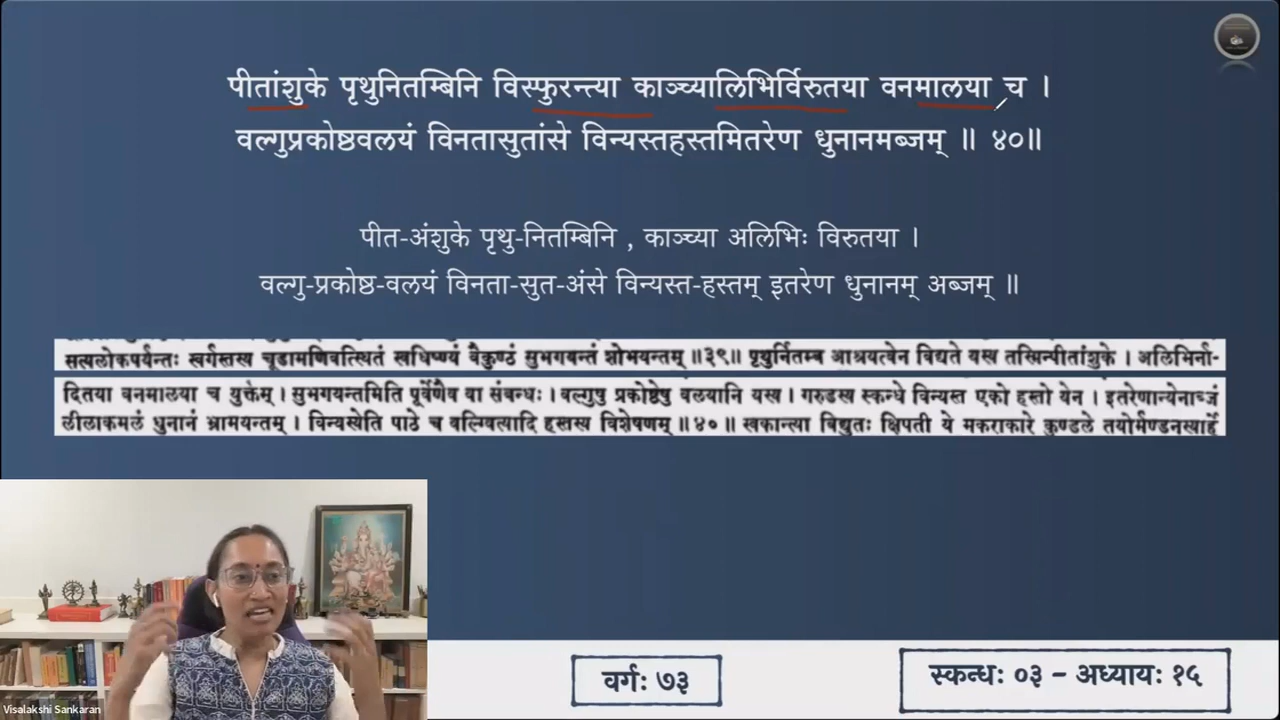 पीतांशुके पृथुनितम्बिनि विस्फुरन्त्या काञ्च्यालिभिर्विरुतया वनमालया च ।
वल्गुप्रकोष्ठवलयं विनतासुतांसे विन्यस्तहस्तमितरेण धुनानमब्जम् ॥ ४०॥
पीत-अंशुके पृथु-नितम्बिनि , काञ्च्या अलिभिः विरुतया ।
वल्गु-प्रकोष्ठ-वलयं विनता-सुत-अंसे विन्यस्त-हस्तम् इतरेण धुनानम् अब्जम् ॥
सत्यलोकपर्यन्तः स्वर्गस्तस्य चूडामणिवत्स्थितं स्वधिष्ण्यं वैकुण्ठं सुभगयन्तं शोभयन्तम् ॥३९॥ पृथुर्नितम्ब आश्रयत्वेन विद्यते यस्य तस्मिन्पीतांशुके । अलिभिर्ना-
दितया वनमालया च युक्तम् । सुभगयन्तमिति पूर्वेणैव वा संबन्धः । वल्गुषु प्रकोष्ठेषु वलयानि यस्य । गरुडस्य स्कन्धे विन्यस्त एको हस्तो येन । इतरेणान्येनाब्जं
लीलाकमलं धुनानं भ्रामयन्तम् । विन्यस्येति पाठे च वल्ग्वित्यादि हस्तस्य विशेषणम् ॥४०॥ स्वकान्त्या विद्युतः क्षिपती ये मकराकारे कुण्डले तयोर्मण्डनस्यार्हे
Visalakshi Sankaran
वर्गः ७३
स्कन्धः ०३ – अध्यायः १५